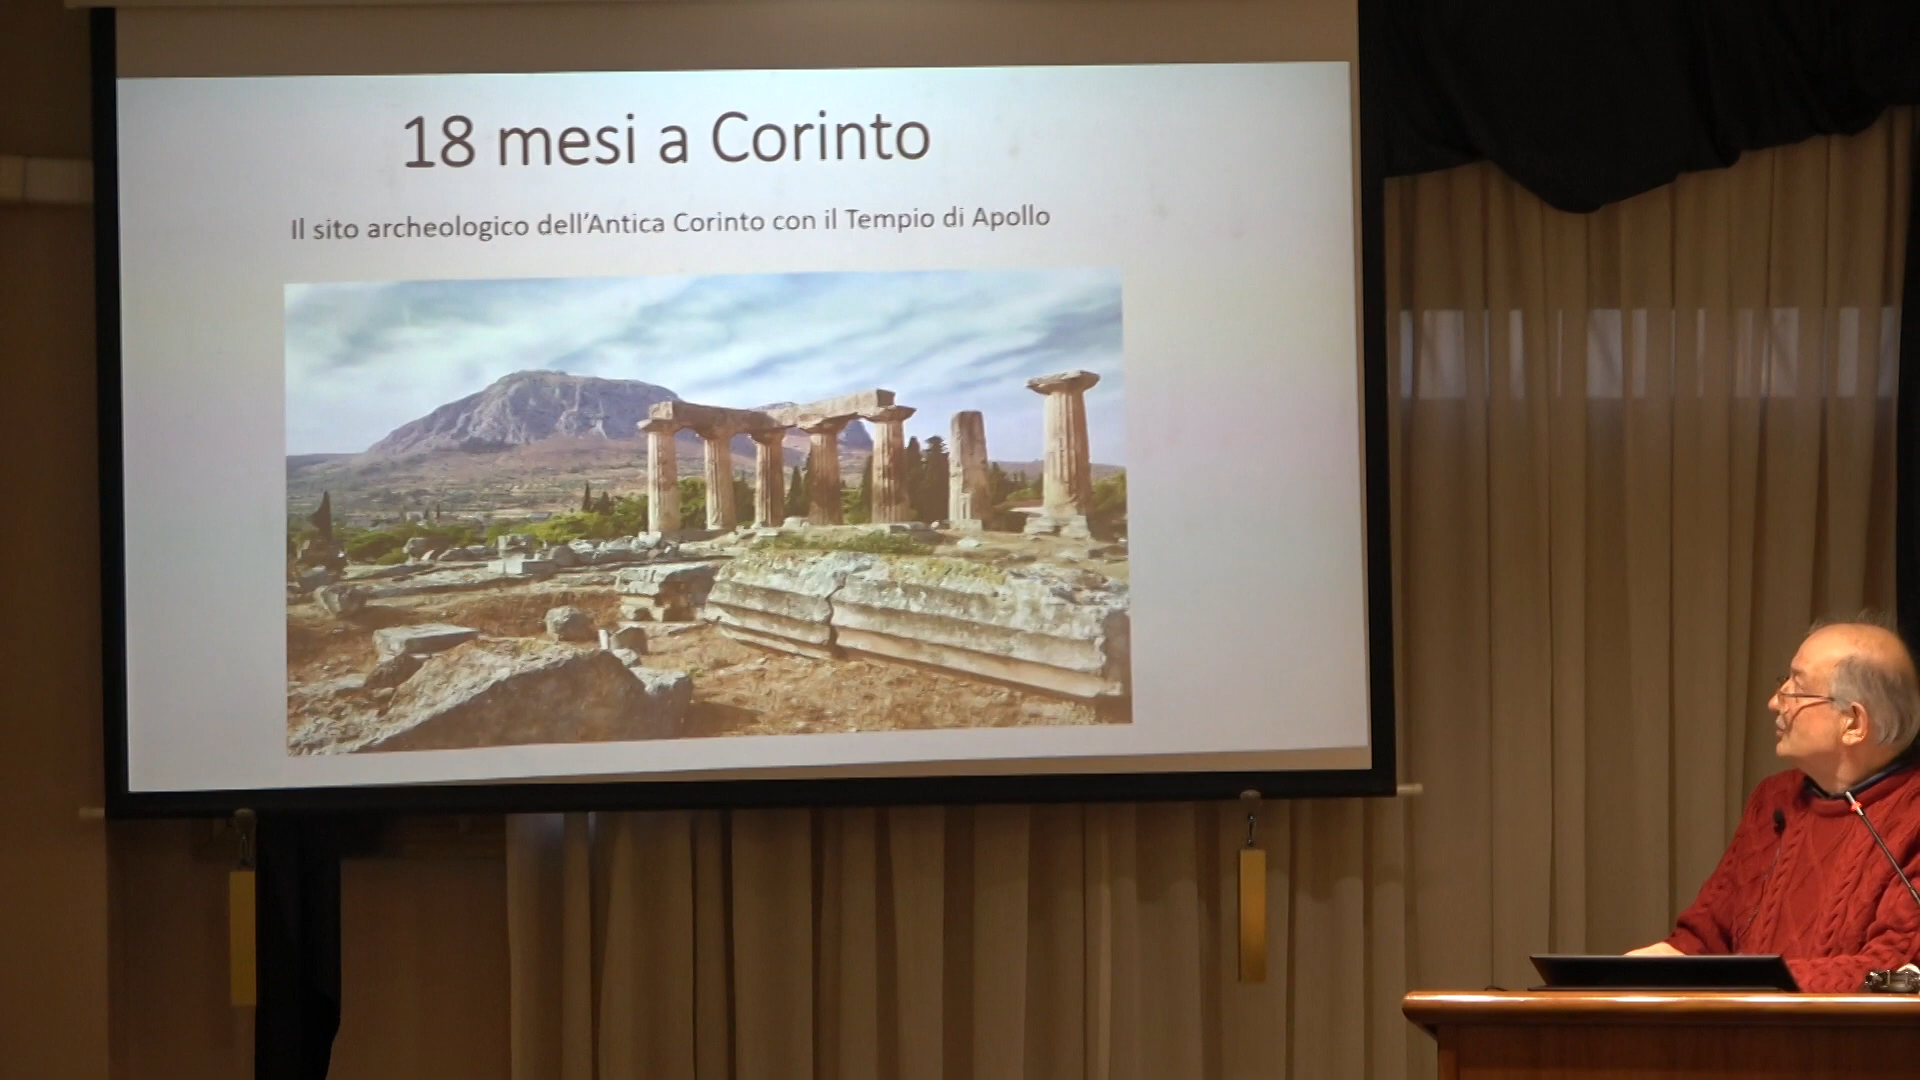 18 mesi a Corinto
Il sito archeologico dell’Antica Corinto con il Tempio di Apollo